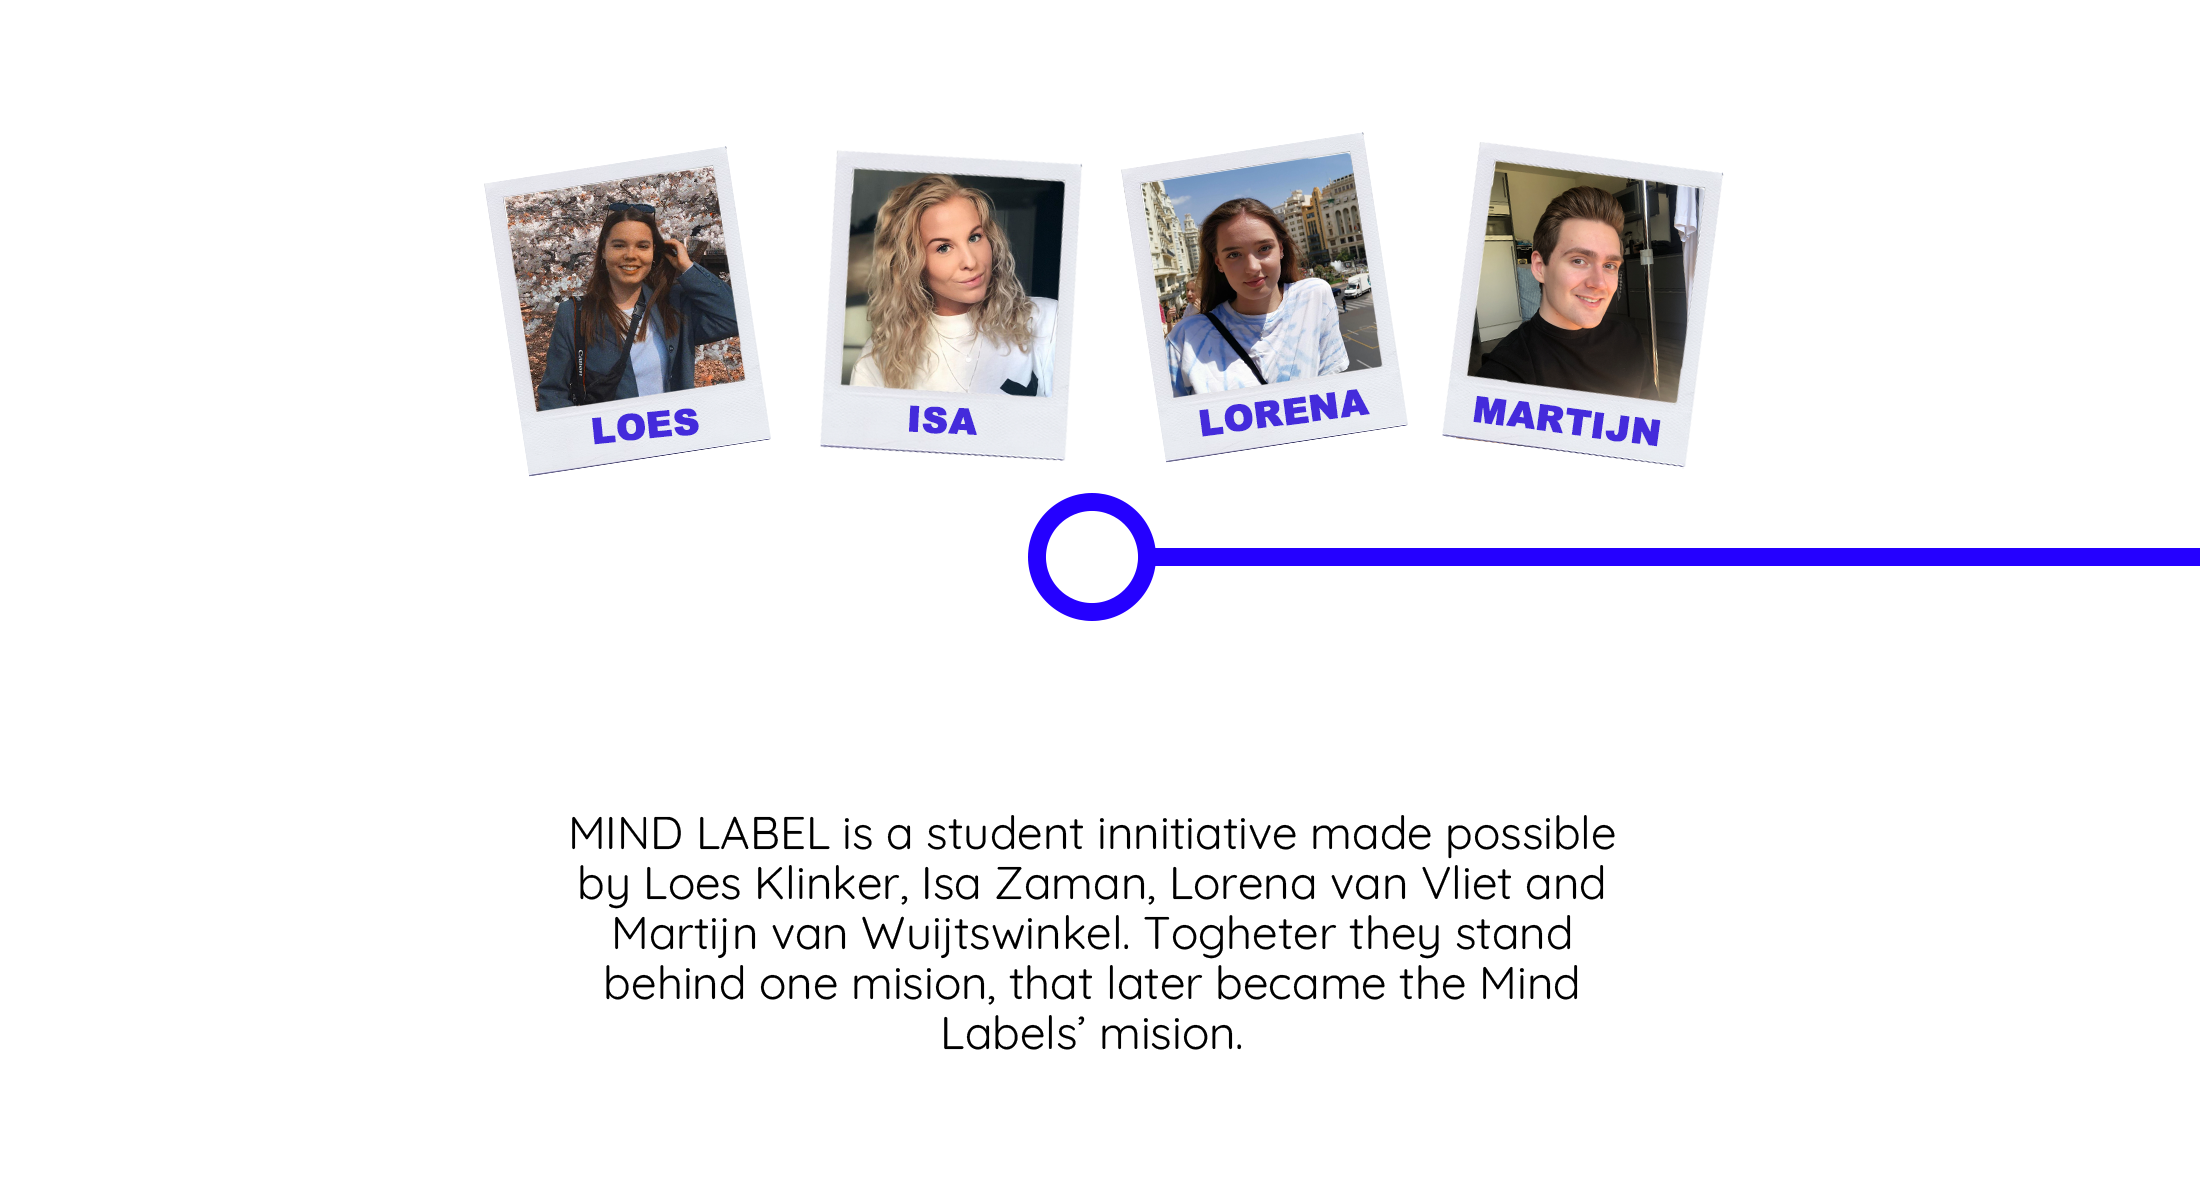 LOES
ISA
LORENA
MARTIJN
Canon
MIND LABEL is a student innitiative made possible
by Loes Klinker, Isa Zaman, Lorena van Vliet and
Martijn van Wuijtswinkel. Togheter they stand
behind one mision, that later became the Mind
Labels’ mision.